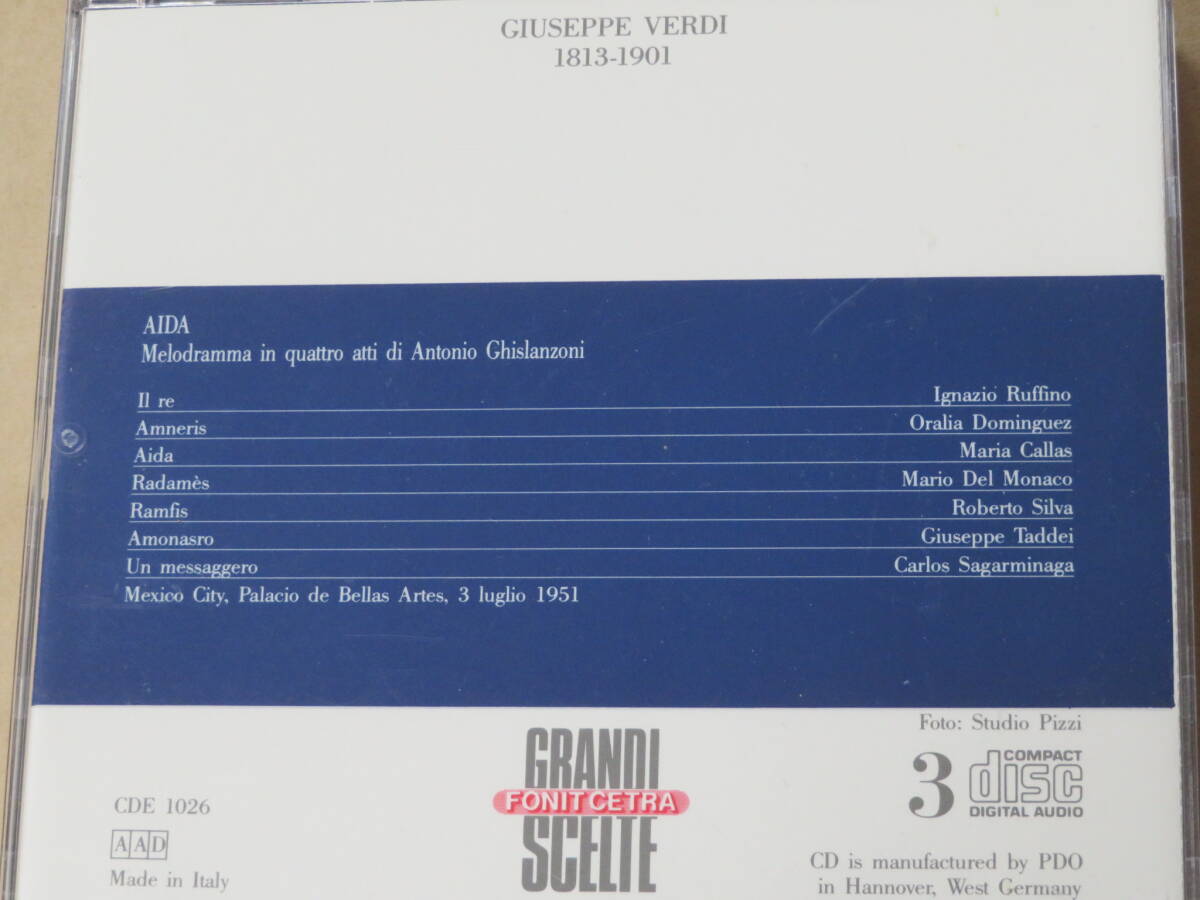 GIUSEPPE VERDI
1813-1901
AIDA
Melodramma in quattro atti di Antonio Ghislanzoni
Il re Ignazio Ruffino
Amneris Oralia Dominguez
Aida Maria Callas
Radamès Mario Del Monaco
Ramfis Roberto Silva
Amonasro Giuseppe Taddei
Un messaggero Carlos Sagarminaga
Mexico City, Palacio de Bellas Artes, 3 luglio 1951
Foto: Studio Pizzi
CDE 1026
AAD
Made in Italy
GRANDI
FONIT CETRA
SCELTE
3 COMPACT
disc
DIGITAL AUDIO
CD is manufactured by PDO
in Hannover, West Germany